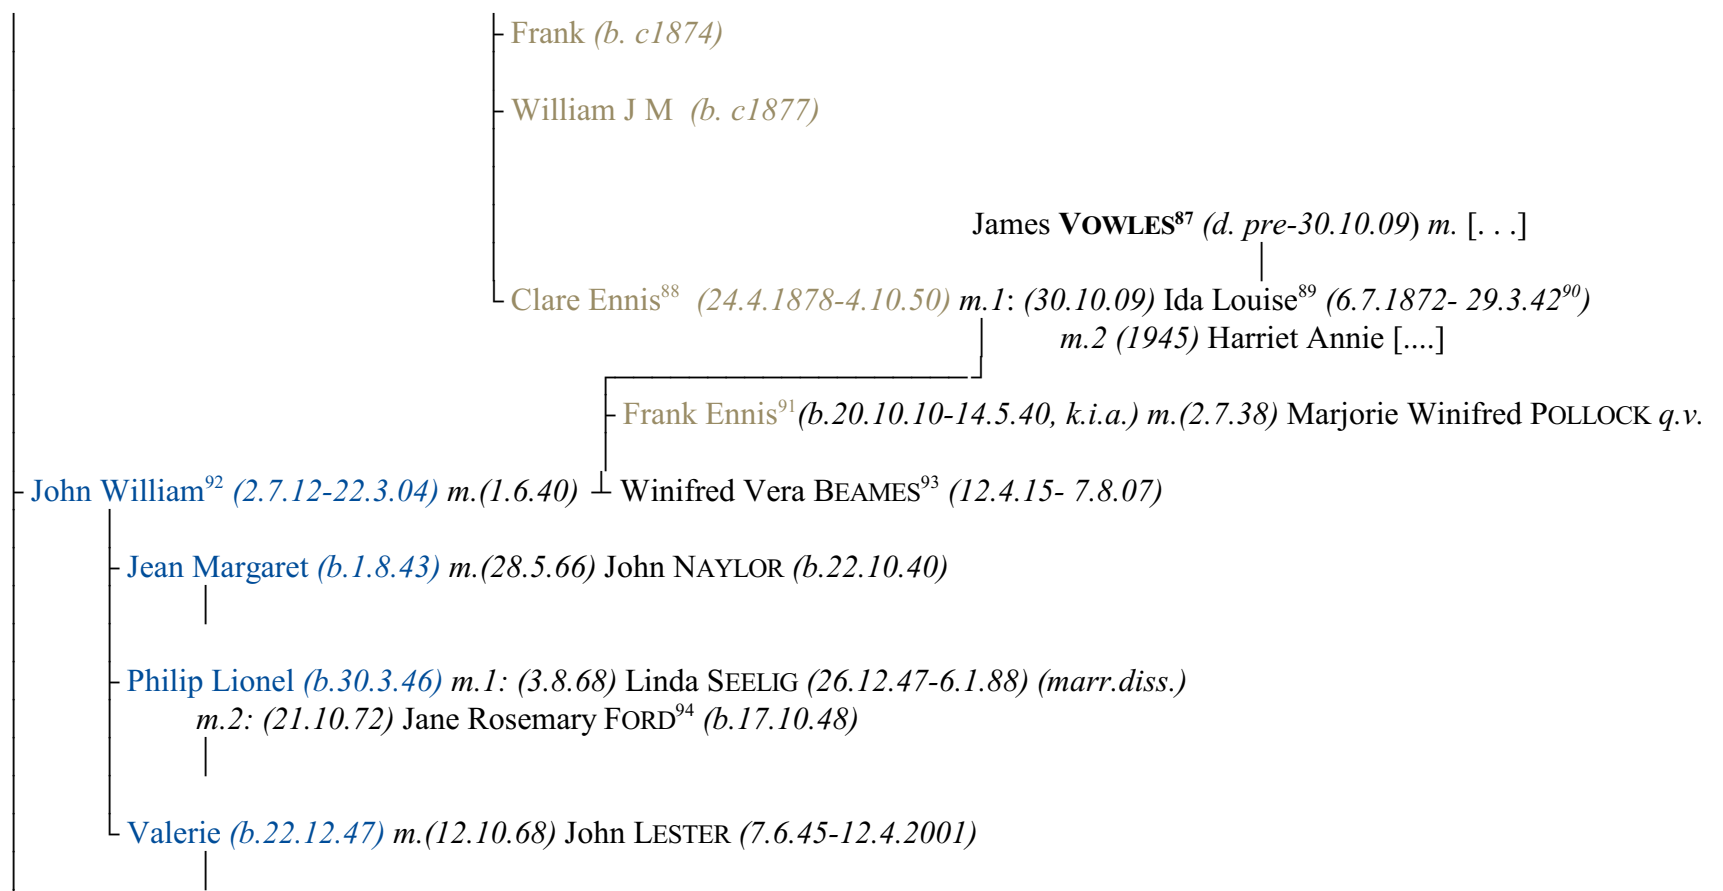 Frank (b. c1874)
William J M (b. c1877)
James VOWLES⁸⁷ (d. pre-30.10.09) m. [. . .]
Clare Ennis⁸⁸ (24.4.1878-4.10.50) m.1: (30.10.09) Ida Louise⁸⁹ (6.7.1872- 29.3.42⁹⁰)
m.2 (1945) Harriet Annie [....]
Frank Ennis⁹¹(b.20.10.10-14.5.40, k.i.a.) m.(2.7.38) Marjorie Winifred POLLOCK q.v.
John William⁹² (2.7.12-22.3.04) m.(1.6.40) Winifred Vera BEAMES⁹³ (12.4.15- 7.8.07)
Jean Margaret (b.1.8.43) m.(28.5.66) John NAYLOR (b.22.10.40)
Philip Lionel (b.30.3.46) m.1: (3.8.68) Linda SEELIG (26.12.47-6.1.88) (marr.diss.)
m.2: (21.10.72) Jane Rosemary FORD⁹⁴ (b.17.10.48)
Valerie (b.22.12.47) m.(12.10.68) John LESTER (7.6.45-12.4.2001)